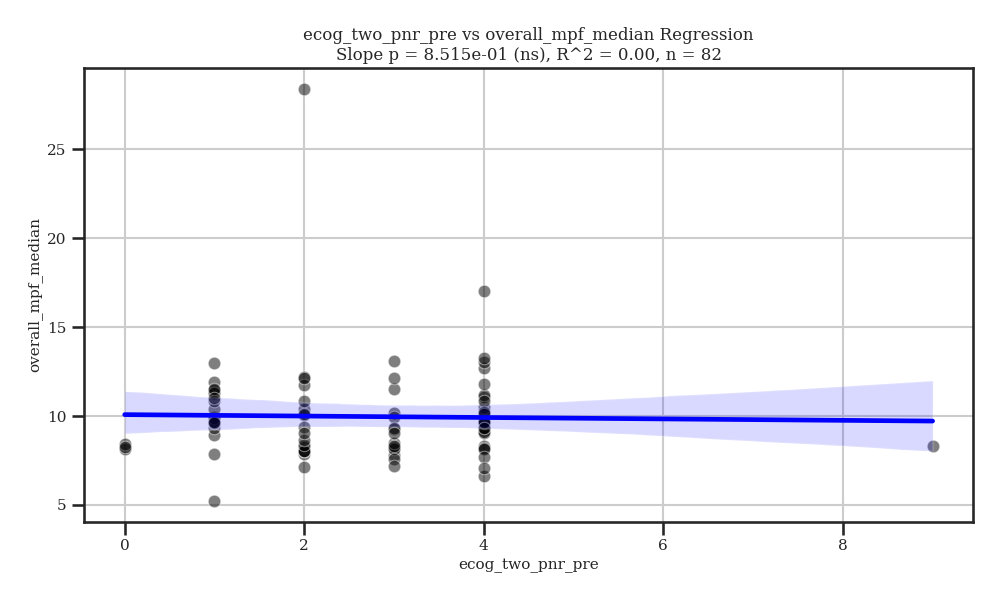 ecog_two_pnr_pre vs overall_mpf_median Regression
Slope p = 8.515e-01 (ns), R^2 = 0.00, n = 82
overall_mpf_median
25
20
15
10
5
0
2
4
6
8
ecog_two_pnr_pre